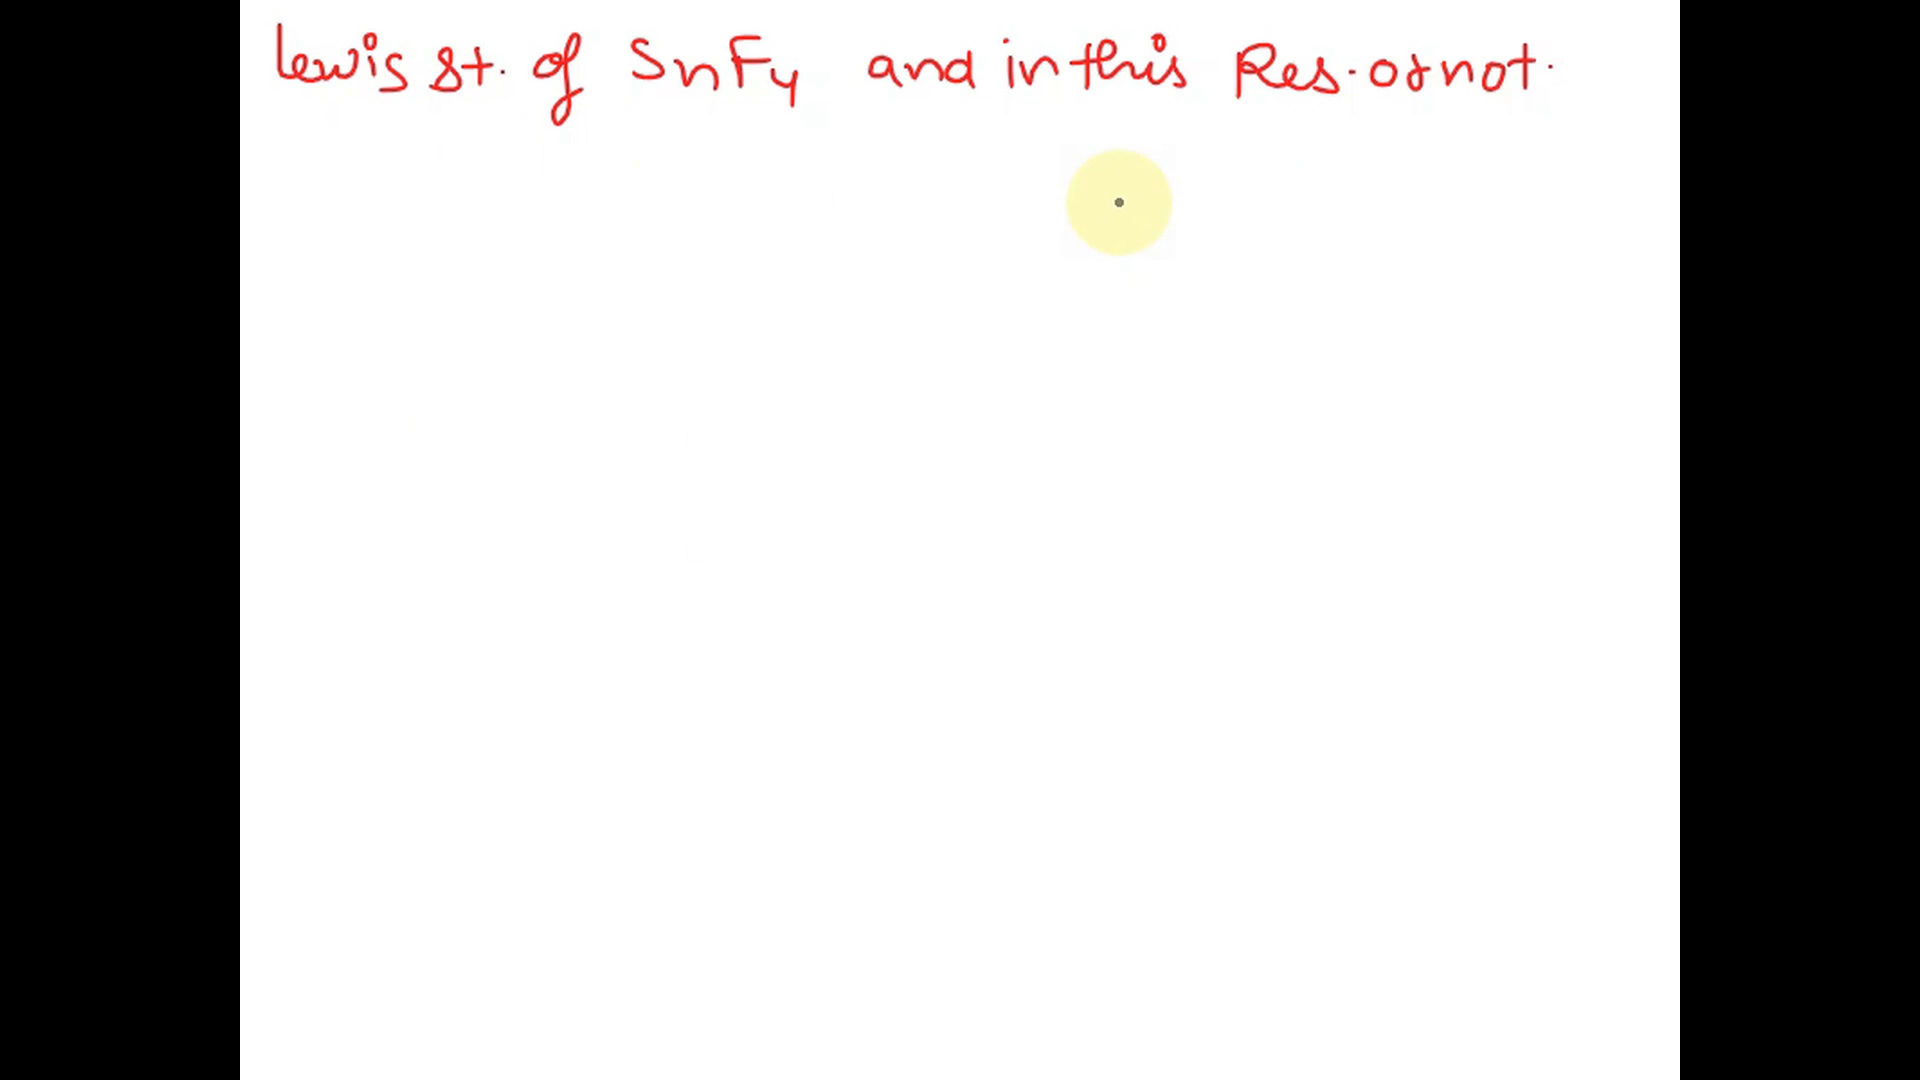 Lewis st. of SnF4 and in this Res. or not.